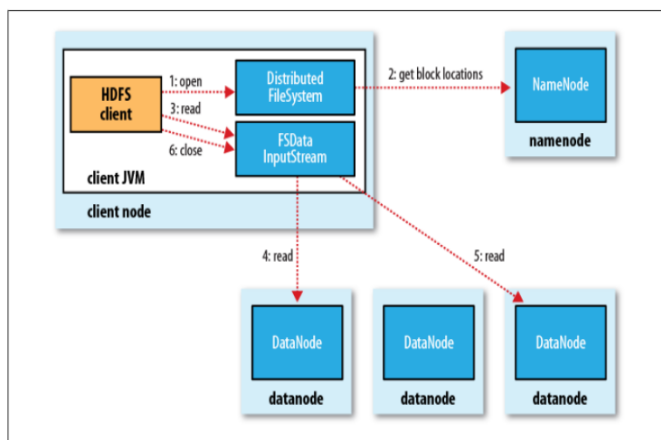 HDFS
client
1: open
3: read
6: close
Distributed
FileSystem
FSData
InputStream
client JVM
client node
2: get block locations
NameNode
namenode
4: read
5: read
DataNode
datanode
DataNode
datanode
DataNode
datanode